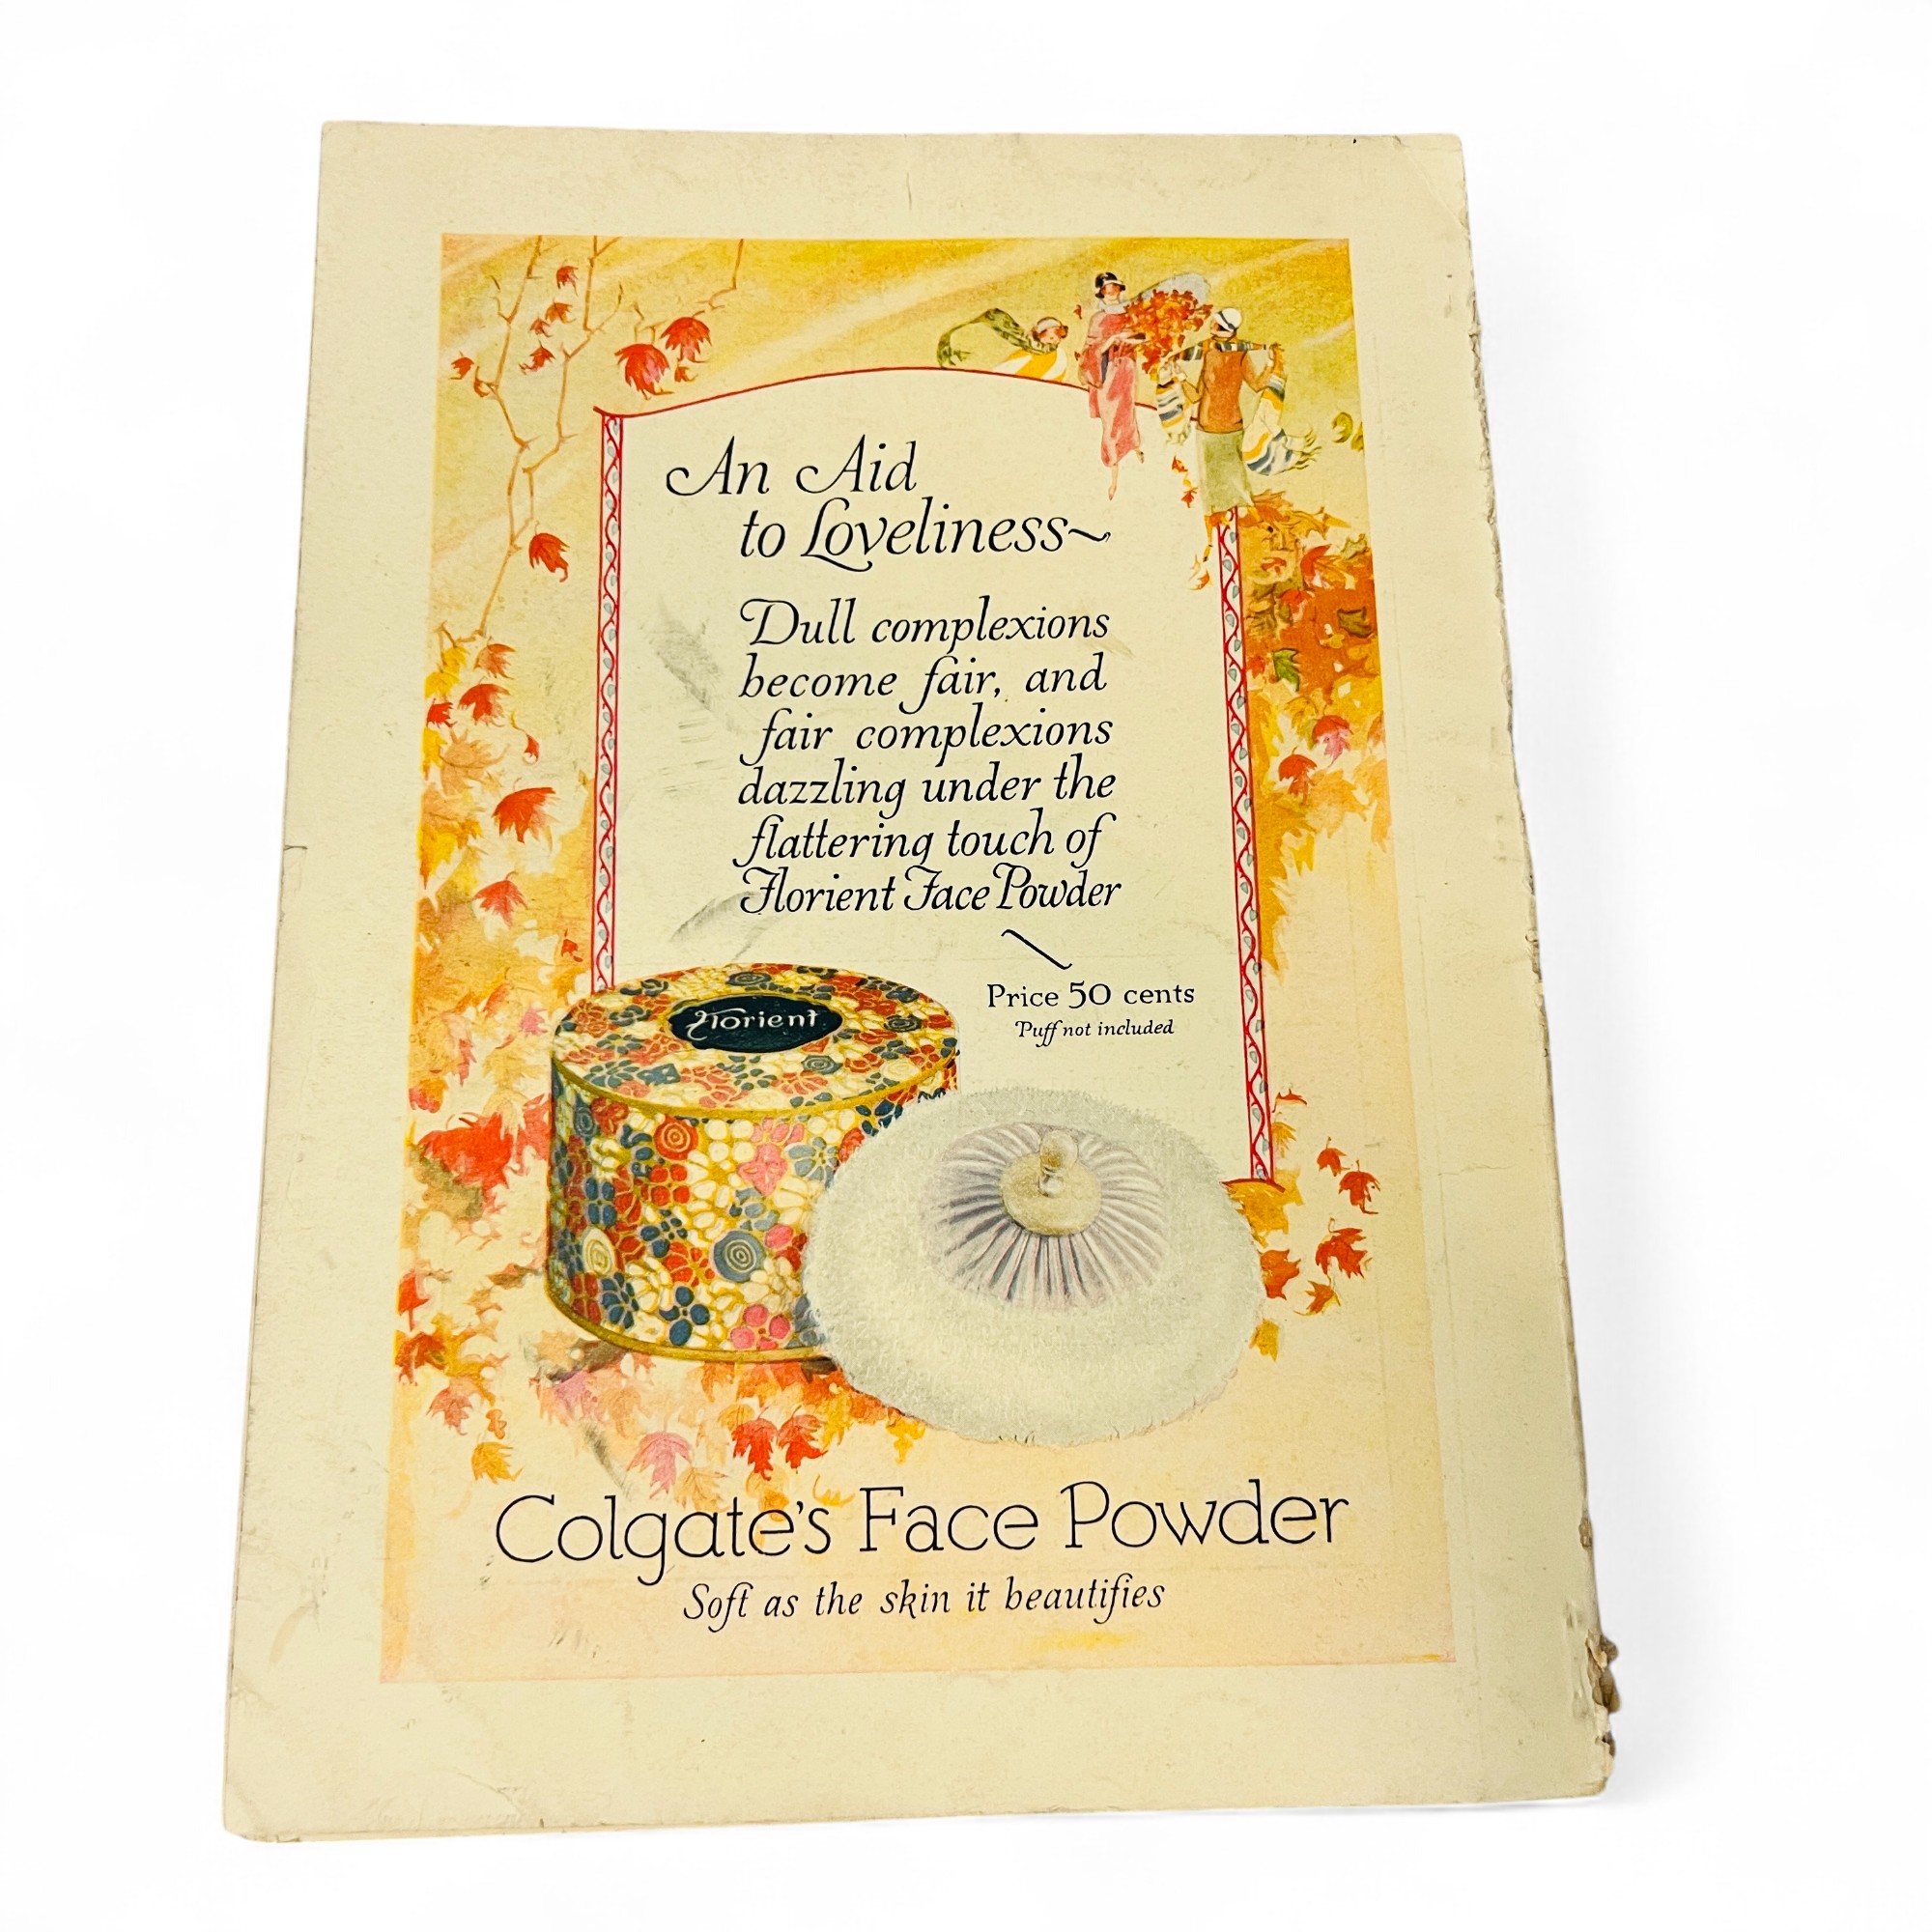 An Aid
to Loveliness~
Dull complexions
become fair, and
fair complexions
dazzling under the
flattering touch of
Florient Face Powder
Price 50 cents
Puff not included
Florient
Colgate's Face Powder
Soft as the skin it beautifies